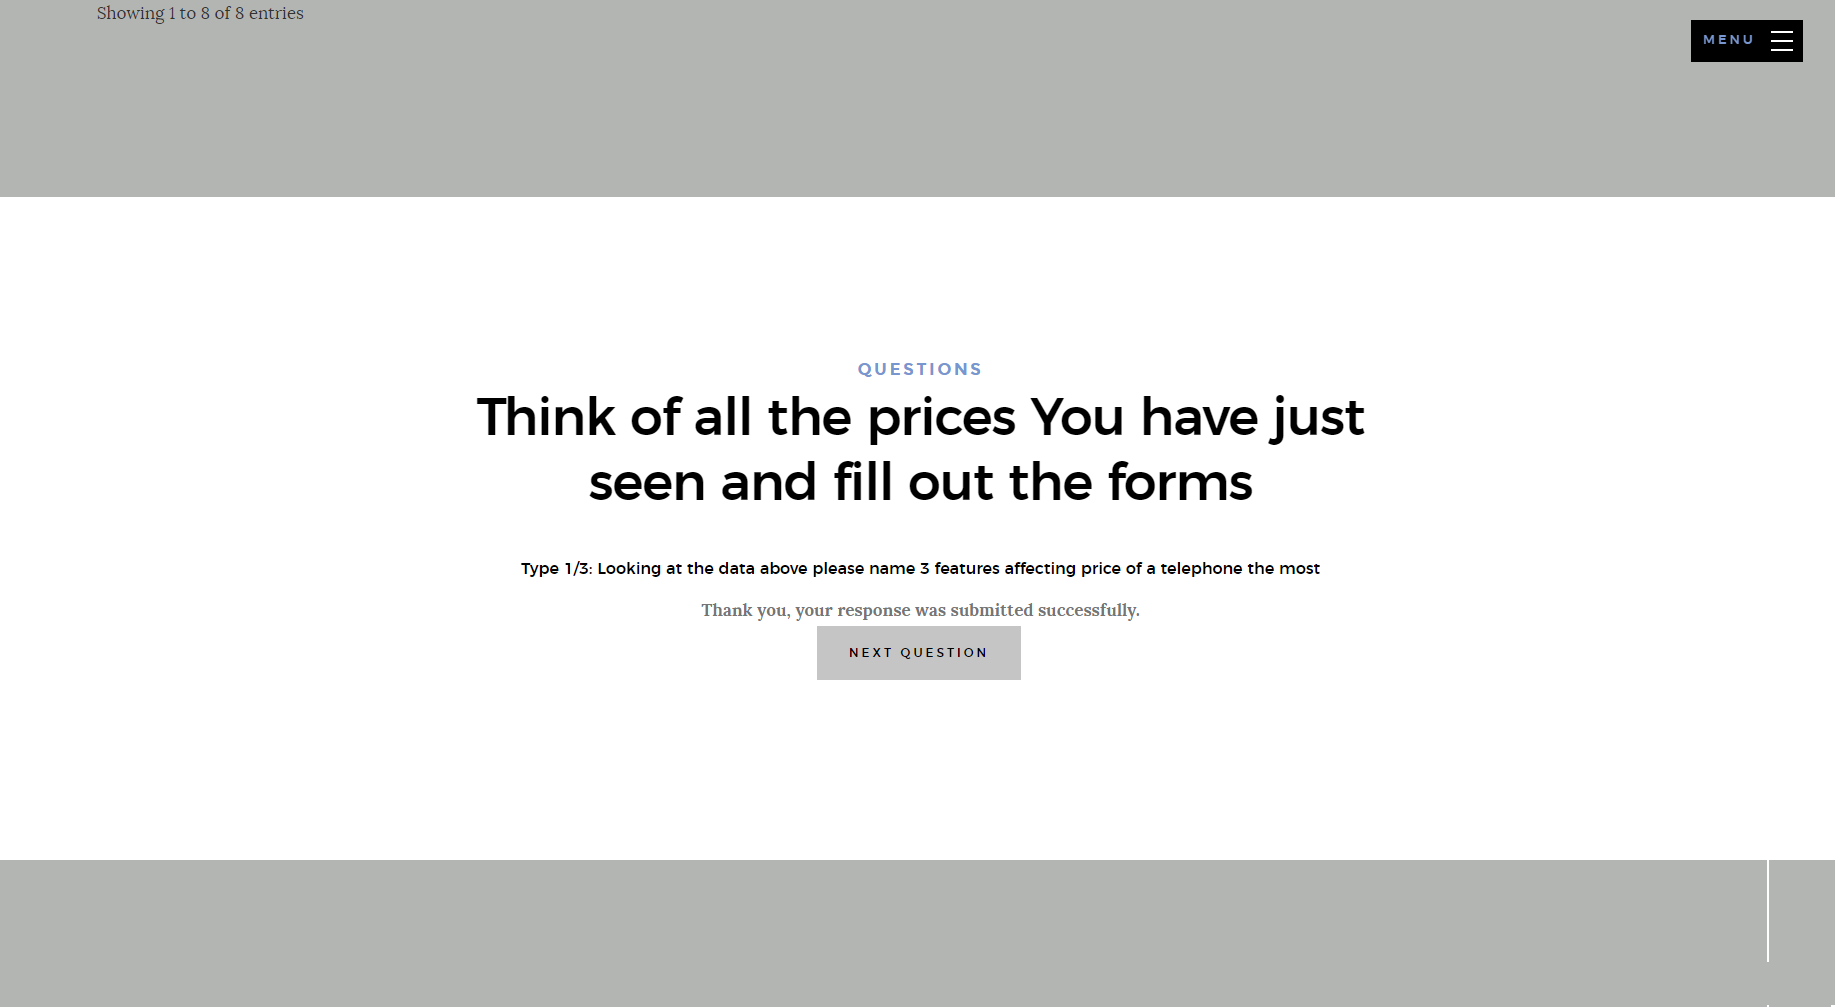 Showing 1 to 8 of 8 entries
MENU
QUESTIONS
Think of all the prices You have just
seen and fill out the forms
Type 1/3: Looking at the data above please name 3 features affecting price of a telephone the most
Thank you, your response was submitted successfully.
NEXT QUESTION